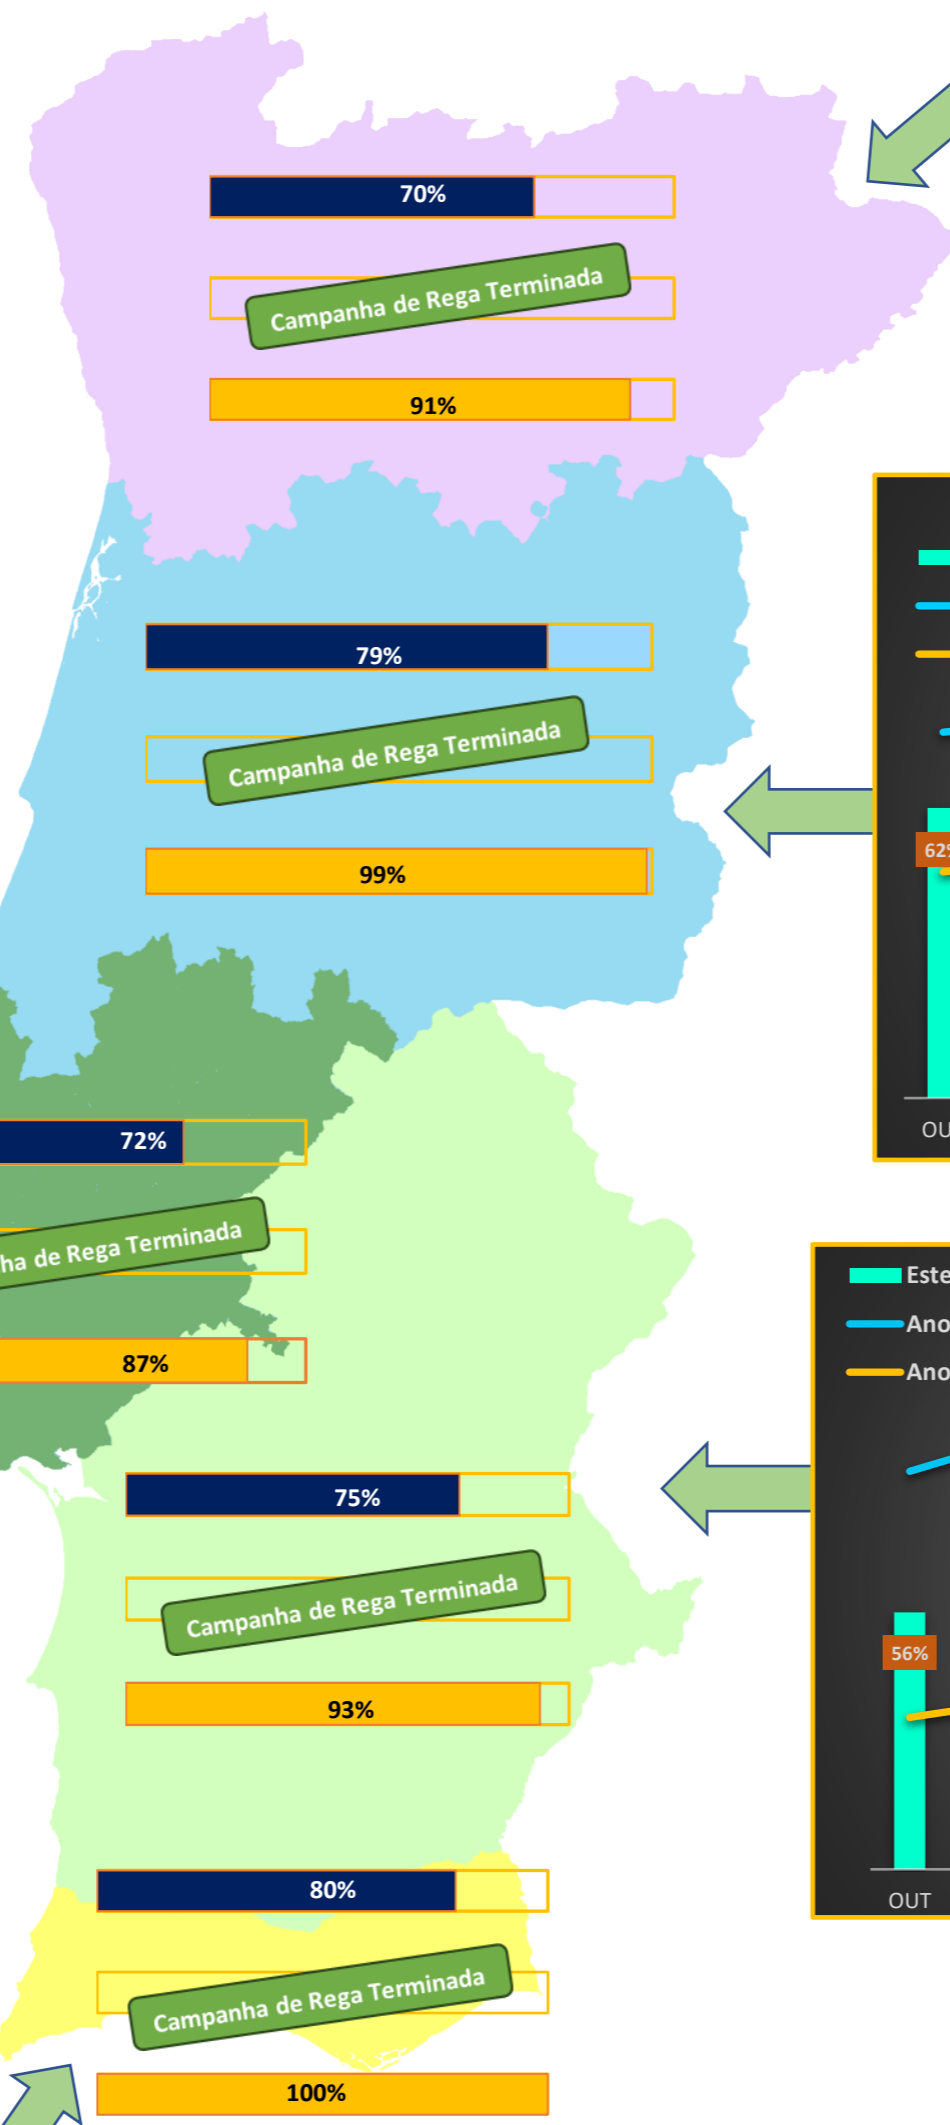 70%
Campanha de Rega Terminada
91%
79%
Campanha de Rega Terminada
99%
62%
OU
72%
ha de Rega Terminada
87%
Este
Ano
Ano
75%
Campanha de Rega Terminada
93%
56%
OUT
80%
Campanha de Rega Terminada
100%